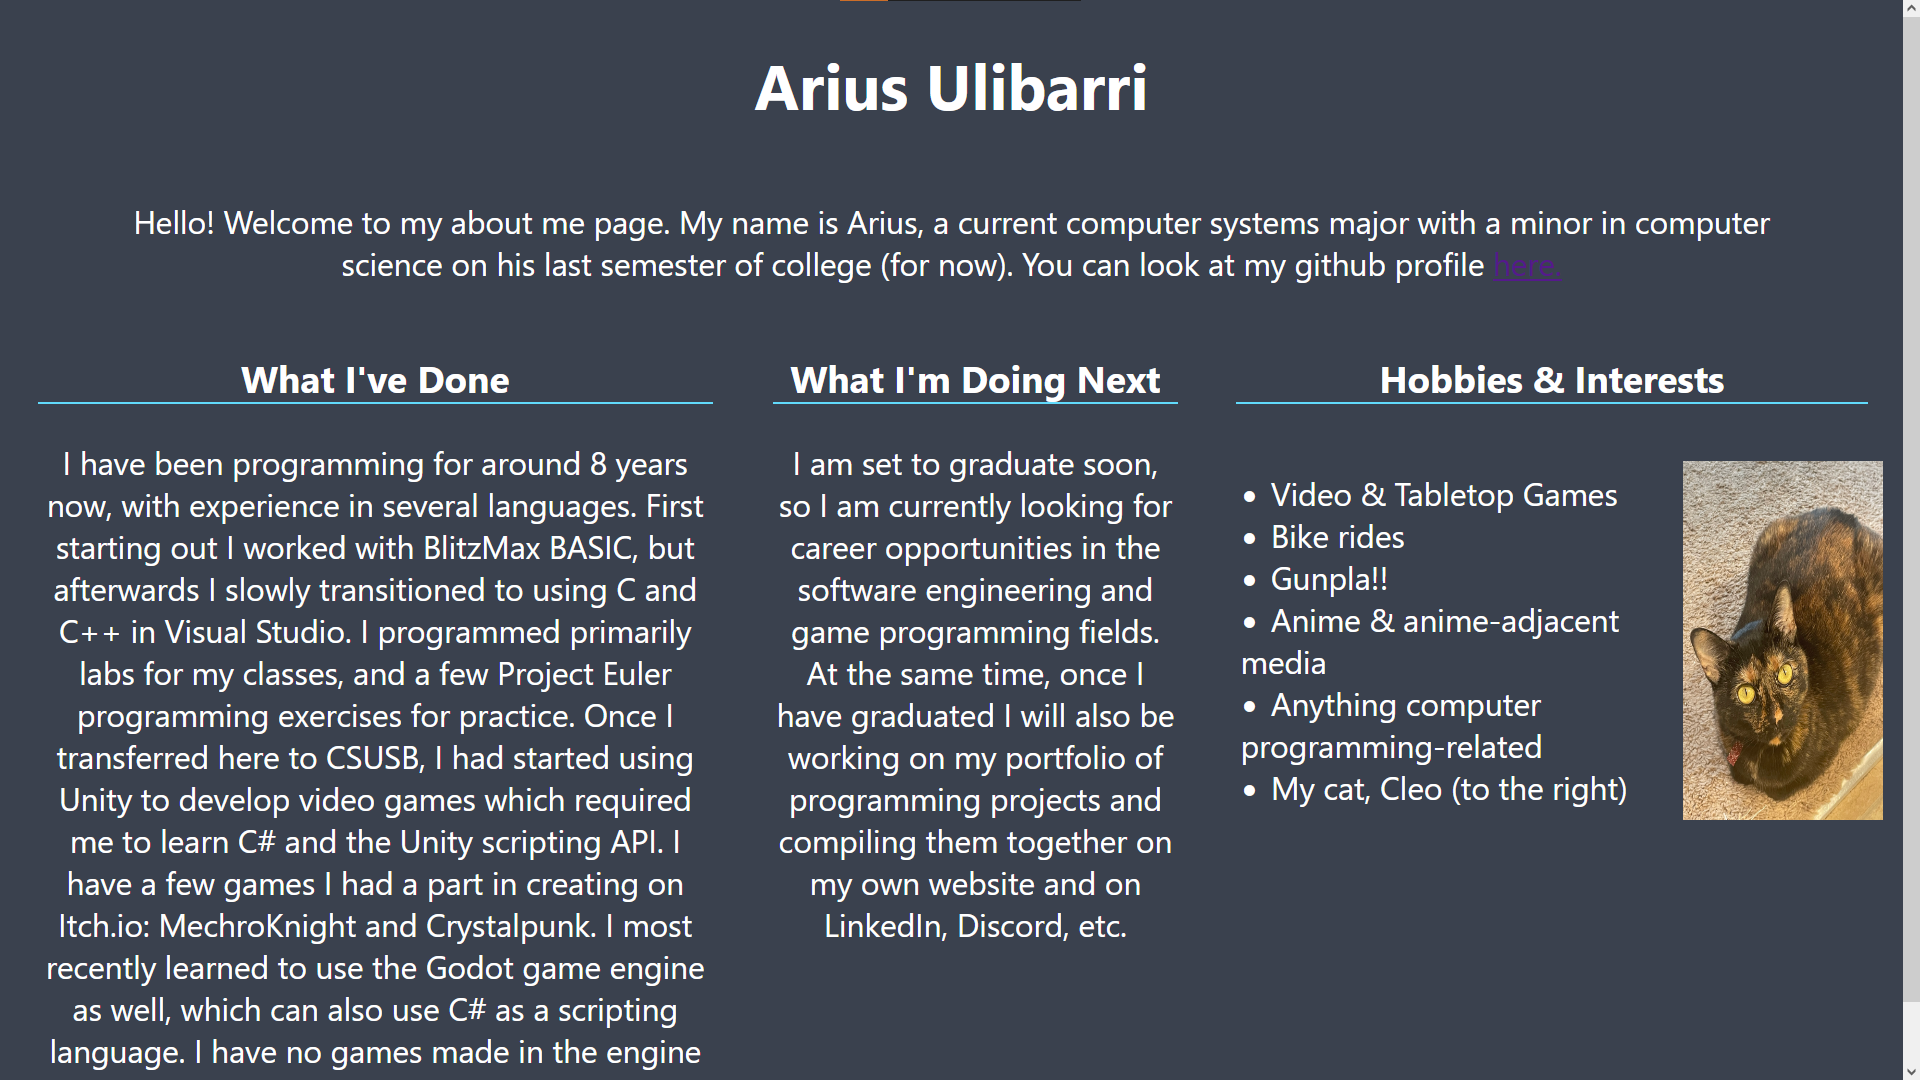 Arius Ulibarri
Hello! Welcome to my about me page. My name is Arius, a current computer systems major with a minor in computer
science on his last semester of college (for now). You can look at my github profile here.
What I've Done
I have been programming for around 8 years
now, with experience in several languages. First
starting out I worked with BlitzMax BASIC, but
afterwards I slowly transitioned to using C and
C++ in Visual Studio. I programmed primarily
labs for my classes, and a few Project Euler
programming exercises for practice. Once I
transferred here to CSUSB, I had started using
Unity to develop video games which required
me to learn C# and the Unity scripting API. I
have a few games I had a part in creating on
Itch.io: MechroKnight and Crystalpunk. I most
recently learned to use the Godot game engine
as well, which can also use C# as a scripting
language. I have no games made in the engine
What I'm Doing Next
I am set to graduate soon,
so I am currently looking for
career opportunities in the
software engineering and
game programming fields.
At the same time, once I
have graduated I will also be
working on my portfolio of
programming projects and
compiling them together on
my own website and on
LinkedIn, Discord, etc.
Hobbies & Interests
• Video & Tabletop Games
• Bike rides
• Gunpla!!
• Anime & anime-adjacent
media
• Anything computer
programming-related
• My cat, Cleo (to the right)